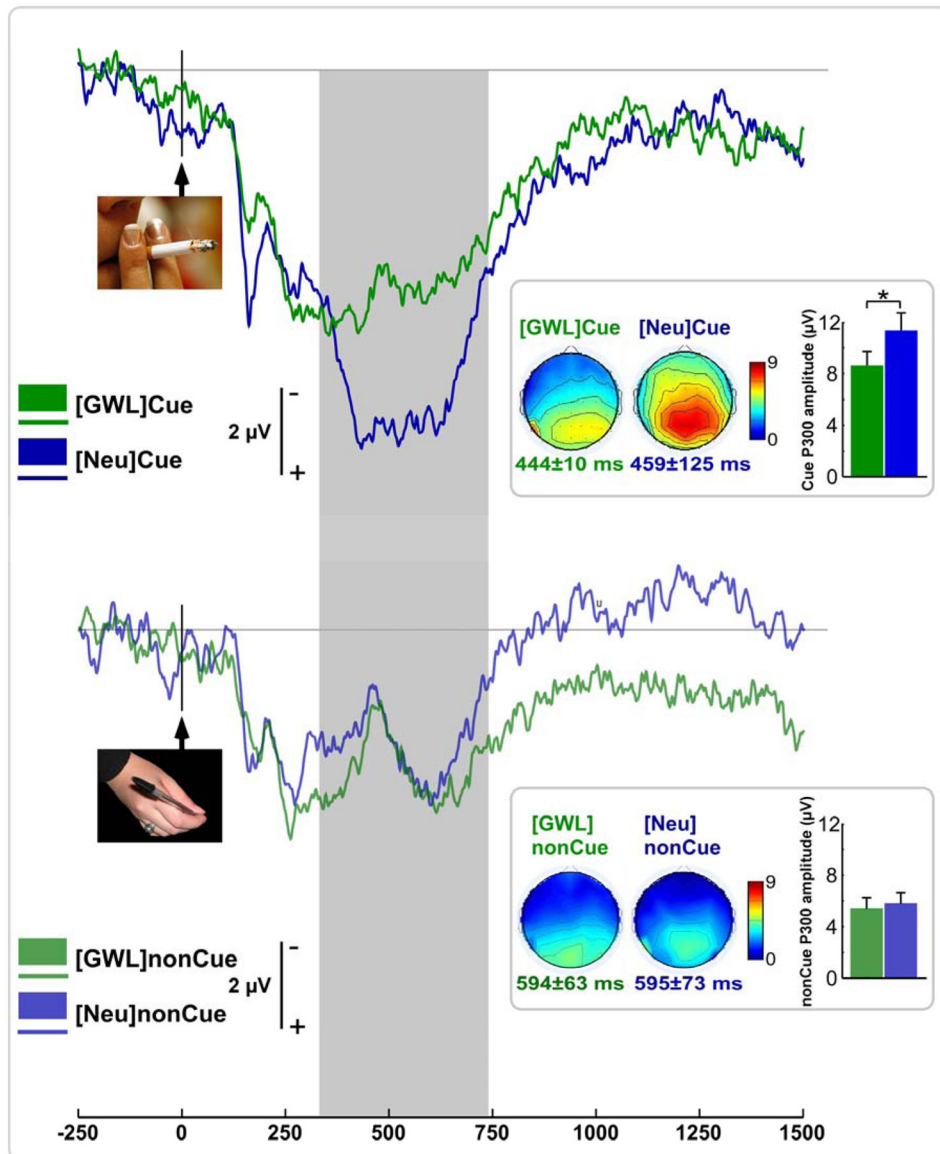 [GWL]Cue
[Neu]Cue
2 µV
-
+
[GWL]Cue [Neu]Cue
9
0
444±10 ms 459±125 ms
Cue P300 amplitude (µV)
12
8
4
0
*
[GWL]nonCue
[Neu]nonCue
2 µV
-
+
U
[GWL] [Neu]
nonCue nonCue
9
0
594±63 ms 595±73 ms
nonCue P300 amplitude (µV)
12
8
4
0
-250 0 250 500 750 1000 1250 1500